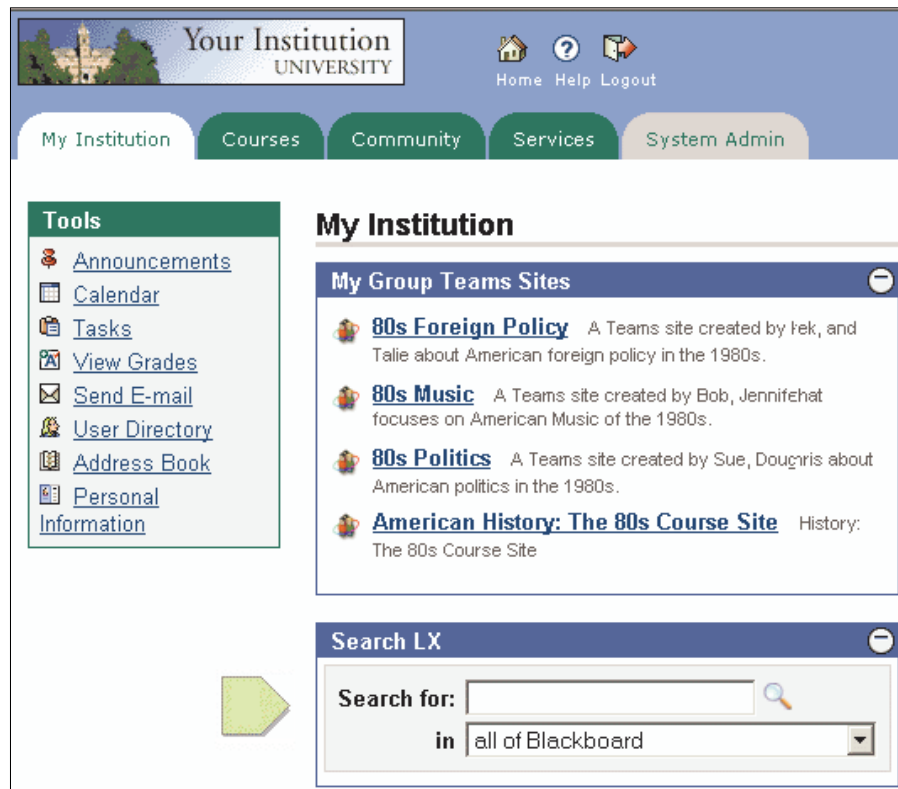 Your Institution
UNIVERSITY
Home Help Logout
My Institution Courses Community Services System Admin
Tools
Announcements
Calendar
Tasks
View Grades
Send E-mail
User Directory
Address Book
Personal
Information
My Institution
My Group Teams Sites
80s Foreign Policy A Teams site created by and
Talie about American foreign policy in the 1980s.
80s Music A Teams site created by Bob,
focuses on American Music of the 1980s.
80s Politics A Teams site created by Sue, about
American politics in the 1980s.
American History: The 80s Course Site History:
The 80s Course Site
Search LX
Search for:
in all of Blackboard